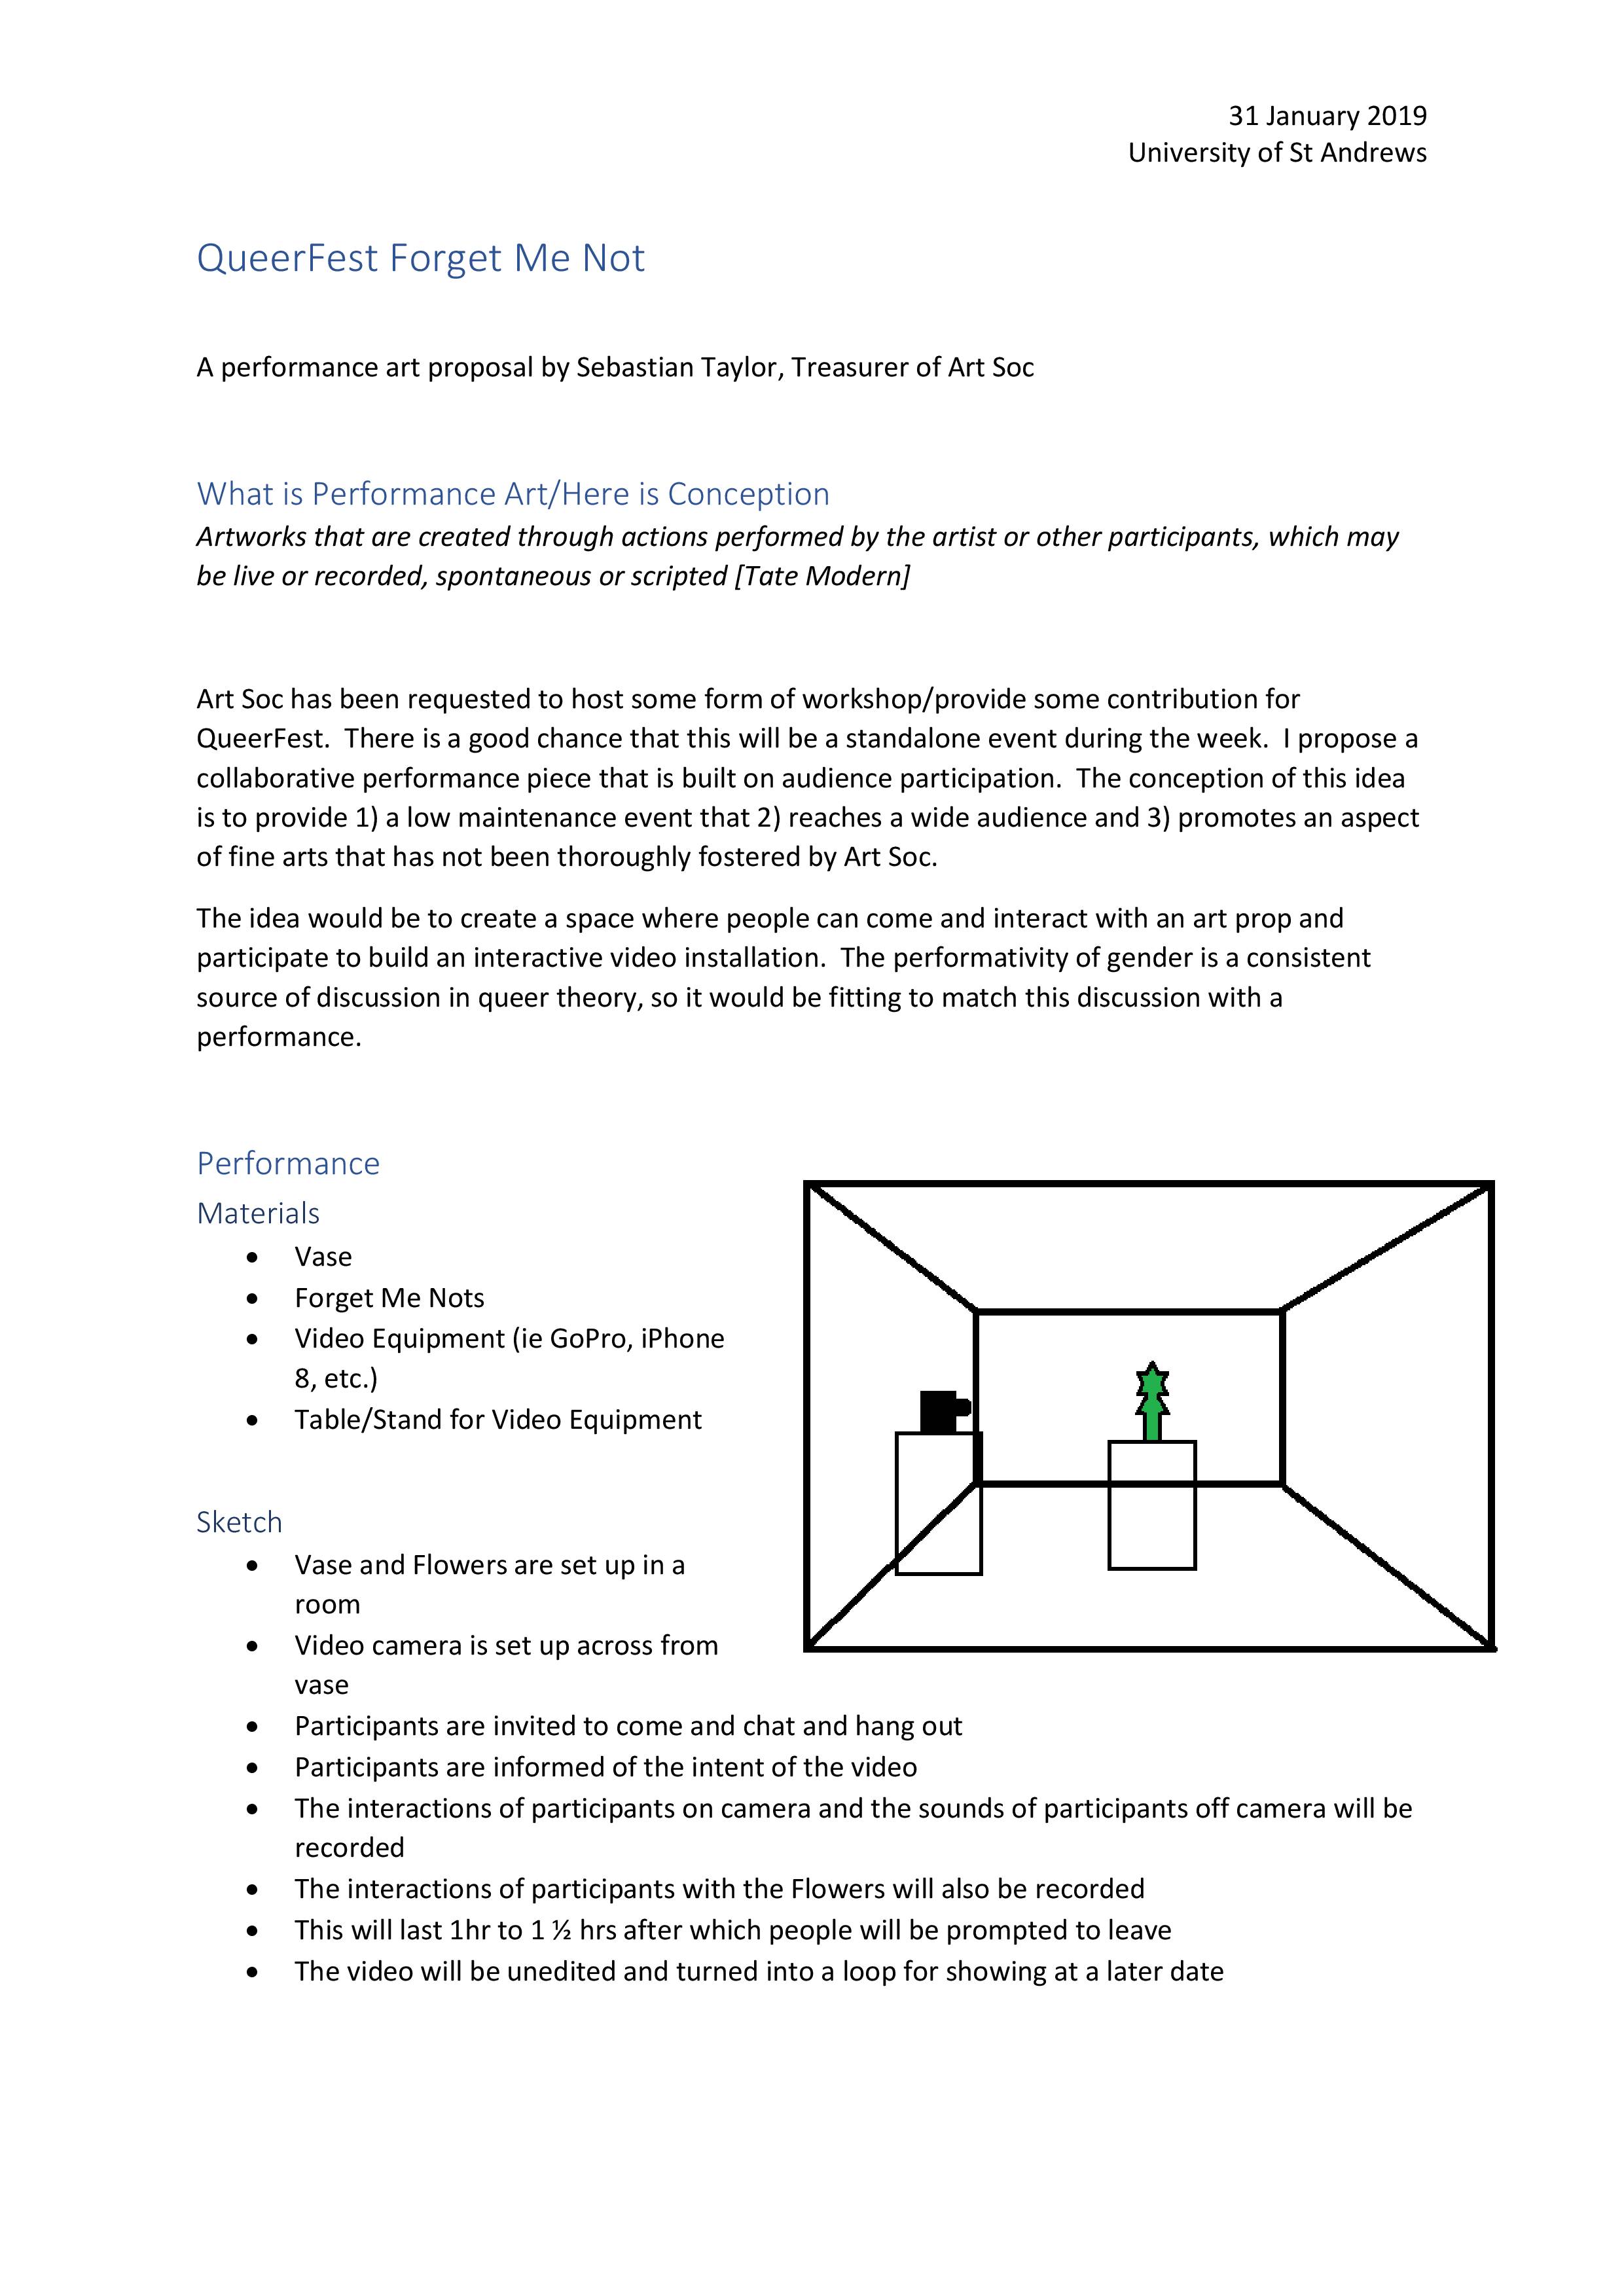 31 January 2019
University of St Andrews
QueerFest Forget Me Not
A performance art proposal by Sebastian Taylor, Treasurer of Art Soc
What is Performance Art/Here is Conception
Artworks that are created through actions performed by the artist or other participants, which may
be live or recorded, spontaneous or scripted [Tate Modern]
Art Soc has been requested to host some form of workshop/provide some contribution for
QueerFest.  There is a good chance that this will be a standalone event during the week.  I propose a
collaborative performance piece that is built on audience participation.  The conception of this idea
is to provide 1) a low maintenance event that 2) reaches a wide audience and 3) promotes an aspect
of fine arts that has not been thoroughly fostered by Art Soc.
The idea would be to create a space where people can come and interact with an art prop and
participate to build an interactive video installation.  The performativity of gender is a consistent
source of discussion in queer theory, so it would be fitting to match this discussion with a
performance.
Performance
Materials
• Vase
• Forget Me Nots
• Video Equipment (ie GoPro, iPhone
8, etc.)
• Table/Stand for Video Equipment
Sketch
• Vase and Flowers are set up in a
room
• Video camera is set up across from
vase
• Participants are invited to come and chat and hang out
• Participants are informed of the intent of the video
• The interactions of participants on camera and the sounds of participants off camera will be
recorded
• The interactions of participants with the Flowers will also be recorded
• This will last 1hr to 1 ½ hrs after which people will be prompted to leave
• The video will be unedited and turned into a loop for showing at a later date